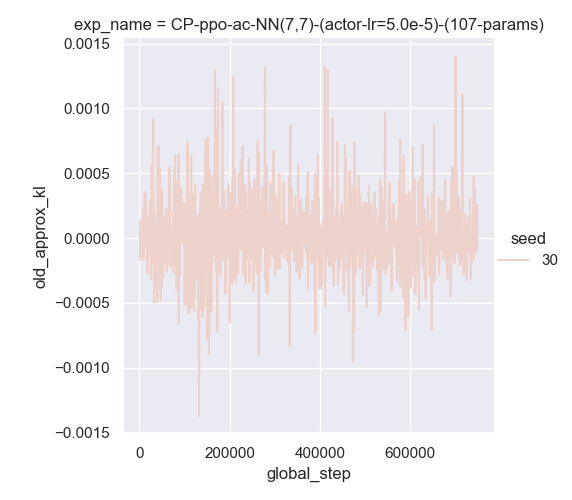 exp_name = CP-ppo-ac-NN(7,7)-(actor-lr=5.0e-5)-(107-params)
0.0015
0.0010
0.0005
0.0000
−0.0005
−0.0010
−0.0015
old_approx_kl
seed
30
0 200000 400000 600000
global_step